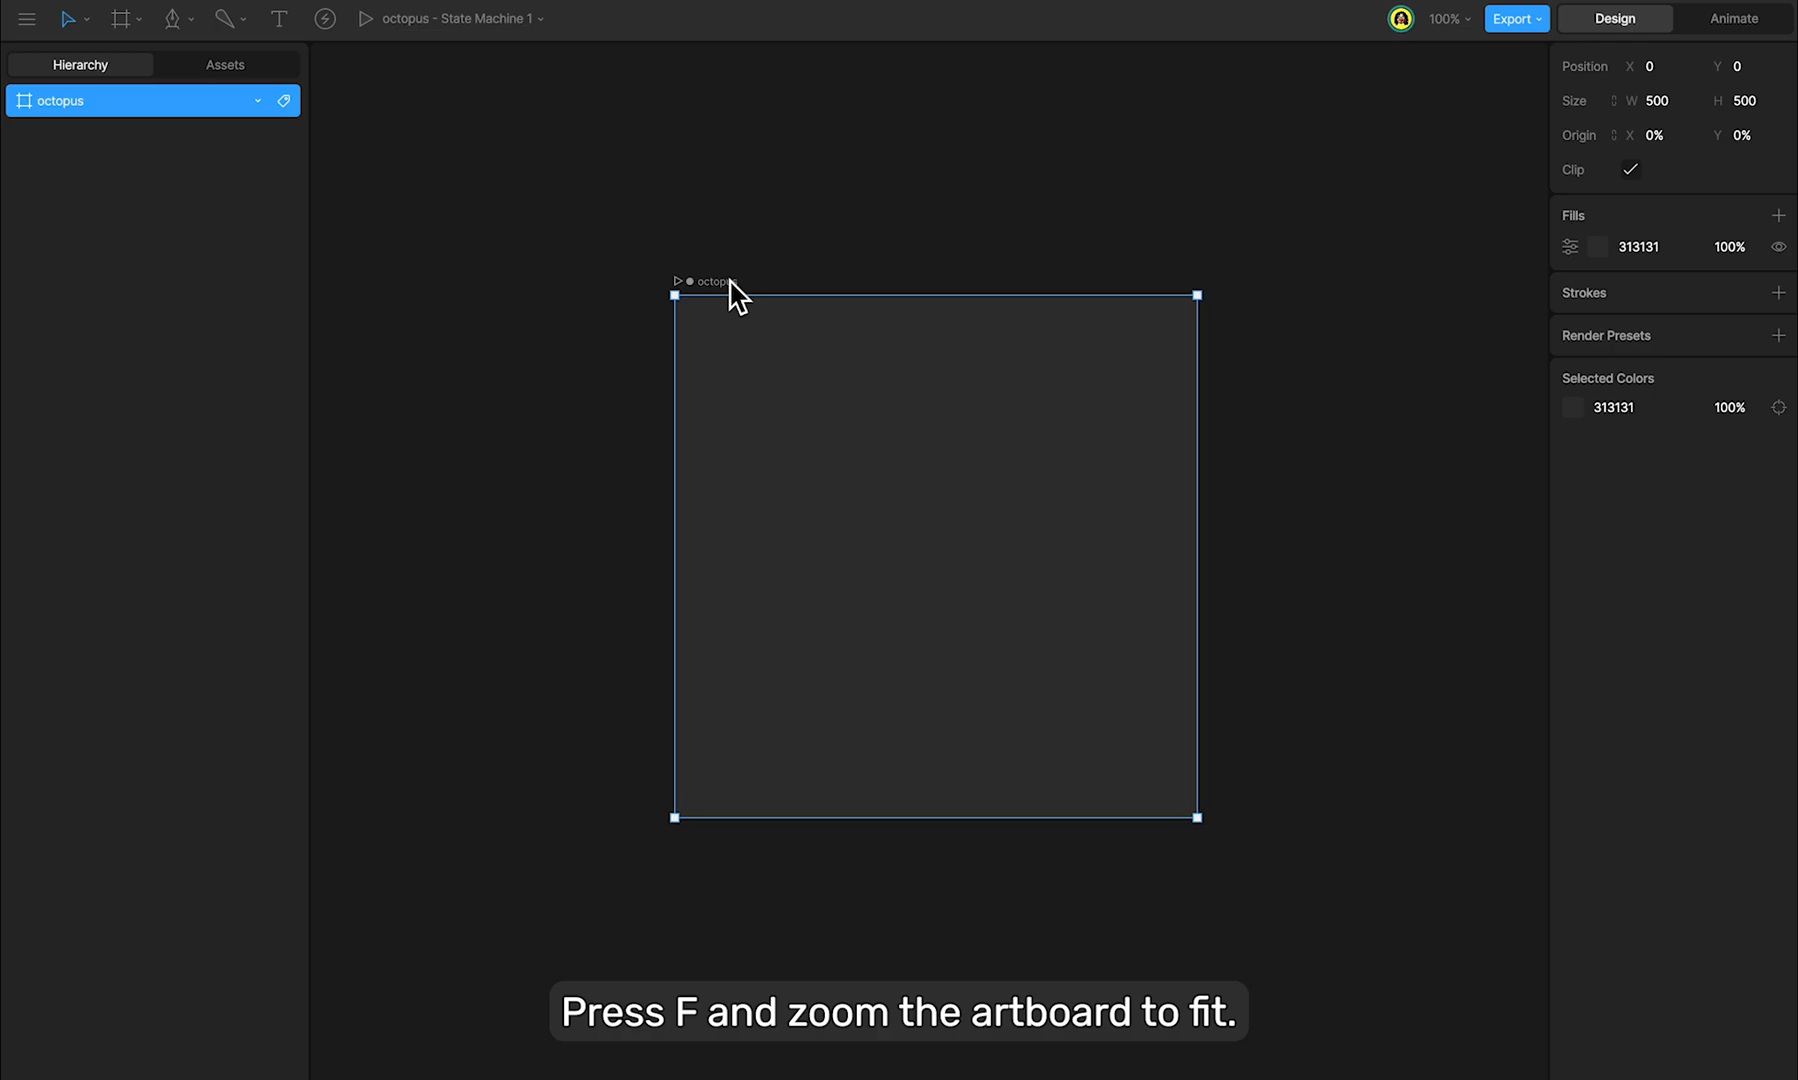 octopus - State Machine 1
100%
Export
Design
Animate
Hierarchy
Assets
octopus
Position X 0 Y 0
Size W 500 H 500
Origin X 0% Y 0%
Clip
Fills
313131 100%
Strokes
Render Presets
Selected Colors
313131 100%
octopus
Press F and zoom the artboard to fit.